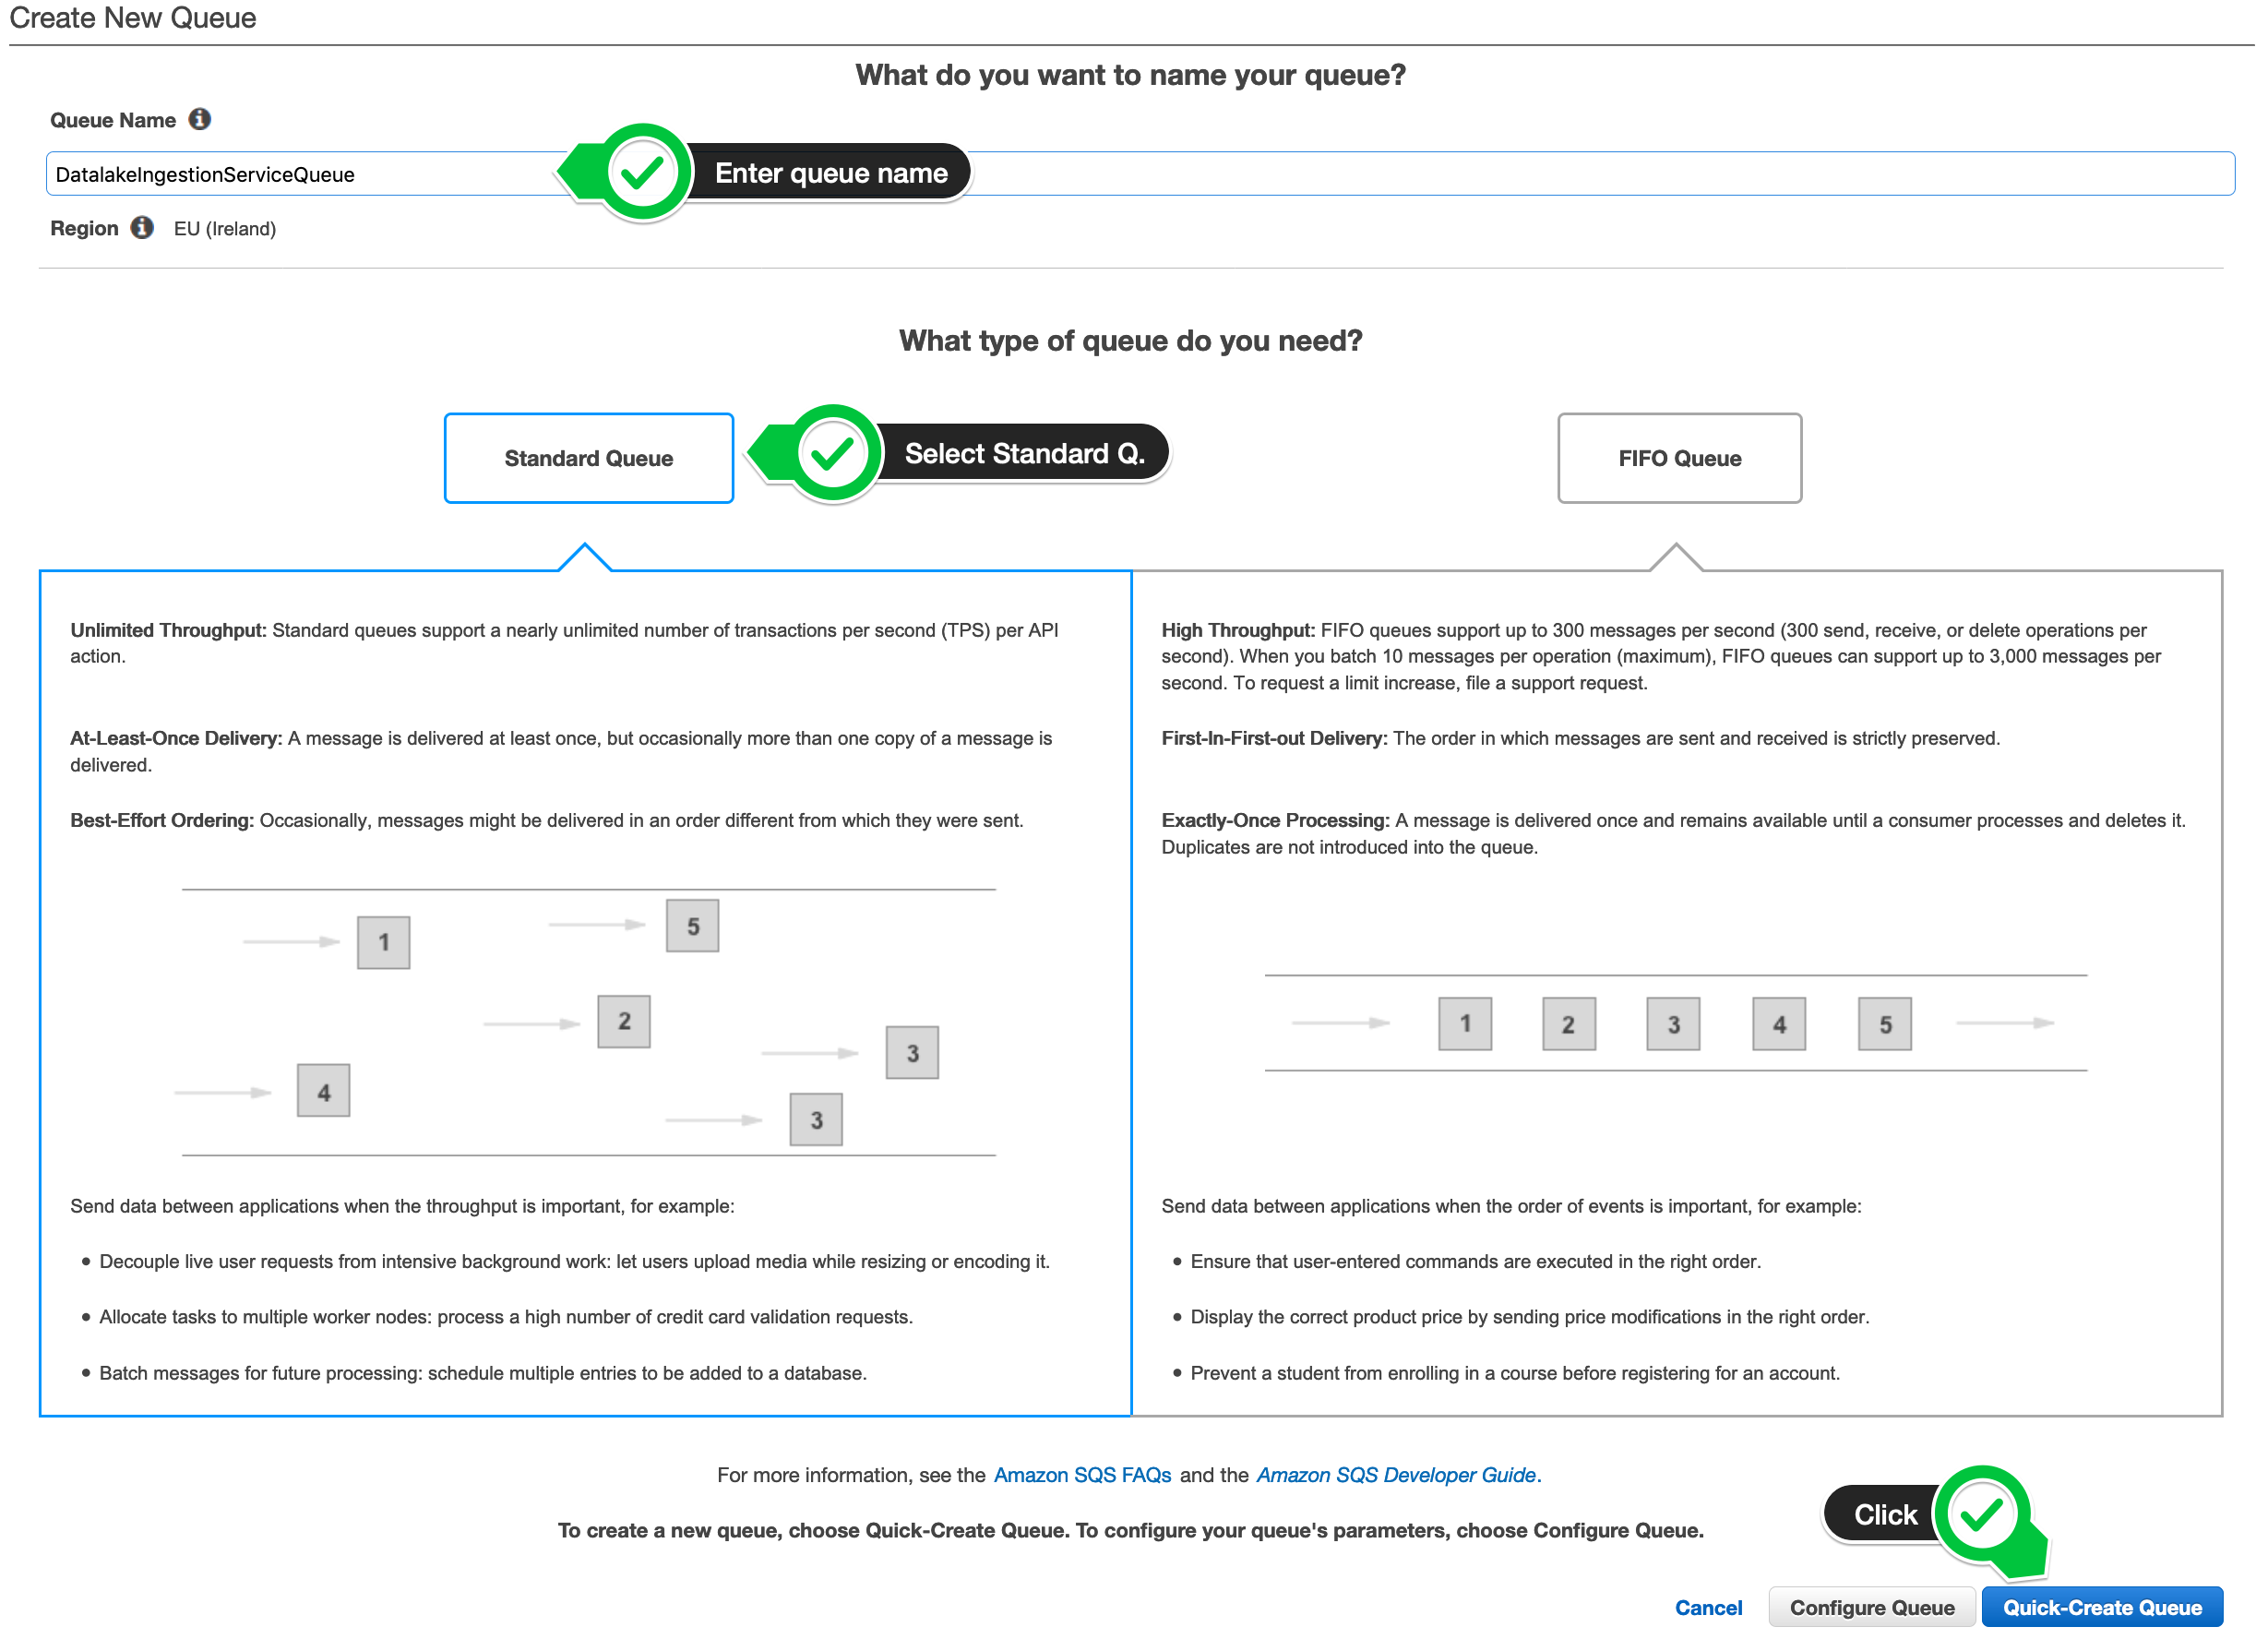 Create New Queue
What do you want to name your queue?
Queue Name
DatalakeIngestionServiceQueue
Enter queue name
Region EU (Ireland)
What type of queue do you need?
Standard Queue
Select Standard Q.
FIFO Queue
Unlimited Throughput: Standard queues support a nearly unlimited number of transactions per second (TPS) per API
action.
At-Least-Once Delivery: A message is delivered at least once, but occasionally more than one copy of a message is
delivered.
Best-Effort Ordering: Occasionally, messages might be delivered in an order different from which they were sent.
1
5
2
3
4
3
Send data between applications when the throughput is important, for example:
• Decouple live user requests from intensive background work: let users upload media while resizing or encoding it.
• Allocate tasks to multiple worker nodes: process a high number of credit card validation requests.
• Batch messages for future processing: schedule multiple entries to be added to a database.
High Throughput: FIFO queues support up to 300 messages per second (300 send, receive, or delete operations per
second). When you batch 10 messages per operation (maximum), FIFO queues can support up to 3,000 messages per
second. To request a limit increase, file a support request.
First-In-First-out Delivery: The order in which messages are sent and received is strictly preserved.
Exactly-Once Processing: A message is delivered once and remains available until a consumer processes and deletes it.
Duplicates are not introduced into the queue.
1 2 3 4 5
Send data between applications when the order of events is important, for example:
• Ensure that user-entered commands are executed in the right order.
• Display the correct product price by sending price modifications in the right order.
• Prevent a student from enrolling in a course before registering for an account.
For more information, see the Amazon SQS FAQs and the Amazon SQS Developer Guide.
To create a new queue, choose Quick-Create Queue. To configure your queue's parameters, choose Configure Queue.
Click
Cancel
Configure Queue
Quick-Create Queue